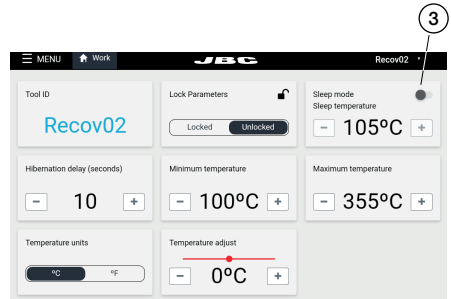 3
MENU Work JBC Recov02
Tool ID
Recov02
Lock Parameters
Locked Unlocked
Sleep mode
Sleep temperature
- 105ºC +
Hibernation delay (seconds)
- 10 +
Minimum temperature
- 100ºC +
Maximum temperature
- 355ºC +
Temperature units
ºC ºF
Temperature adjust
- 0ºC +